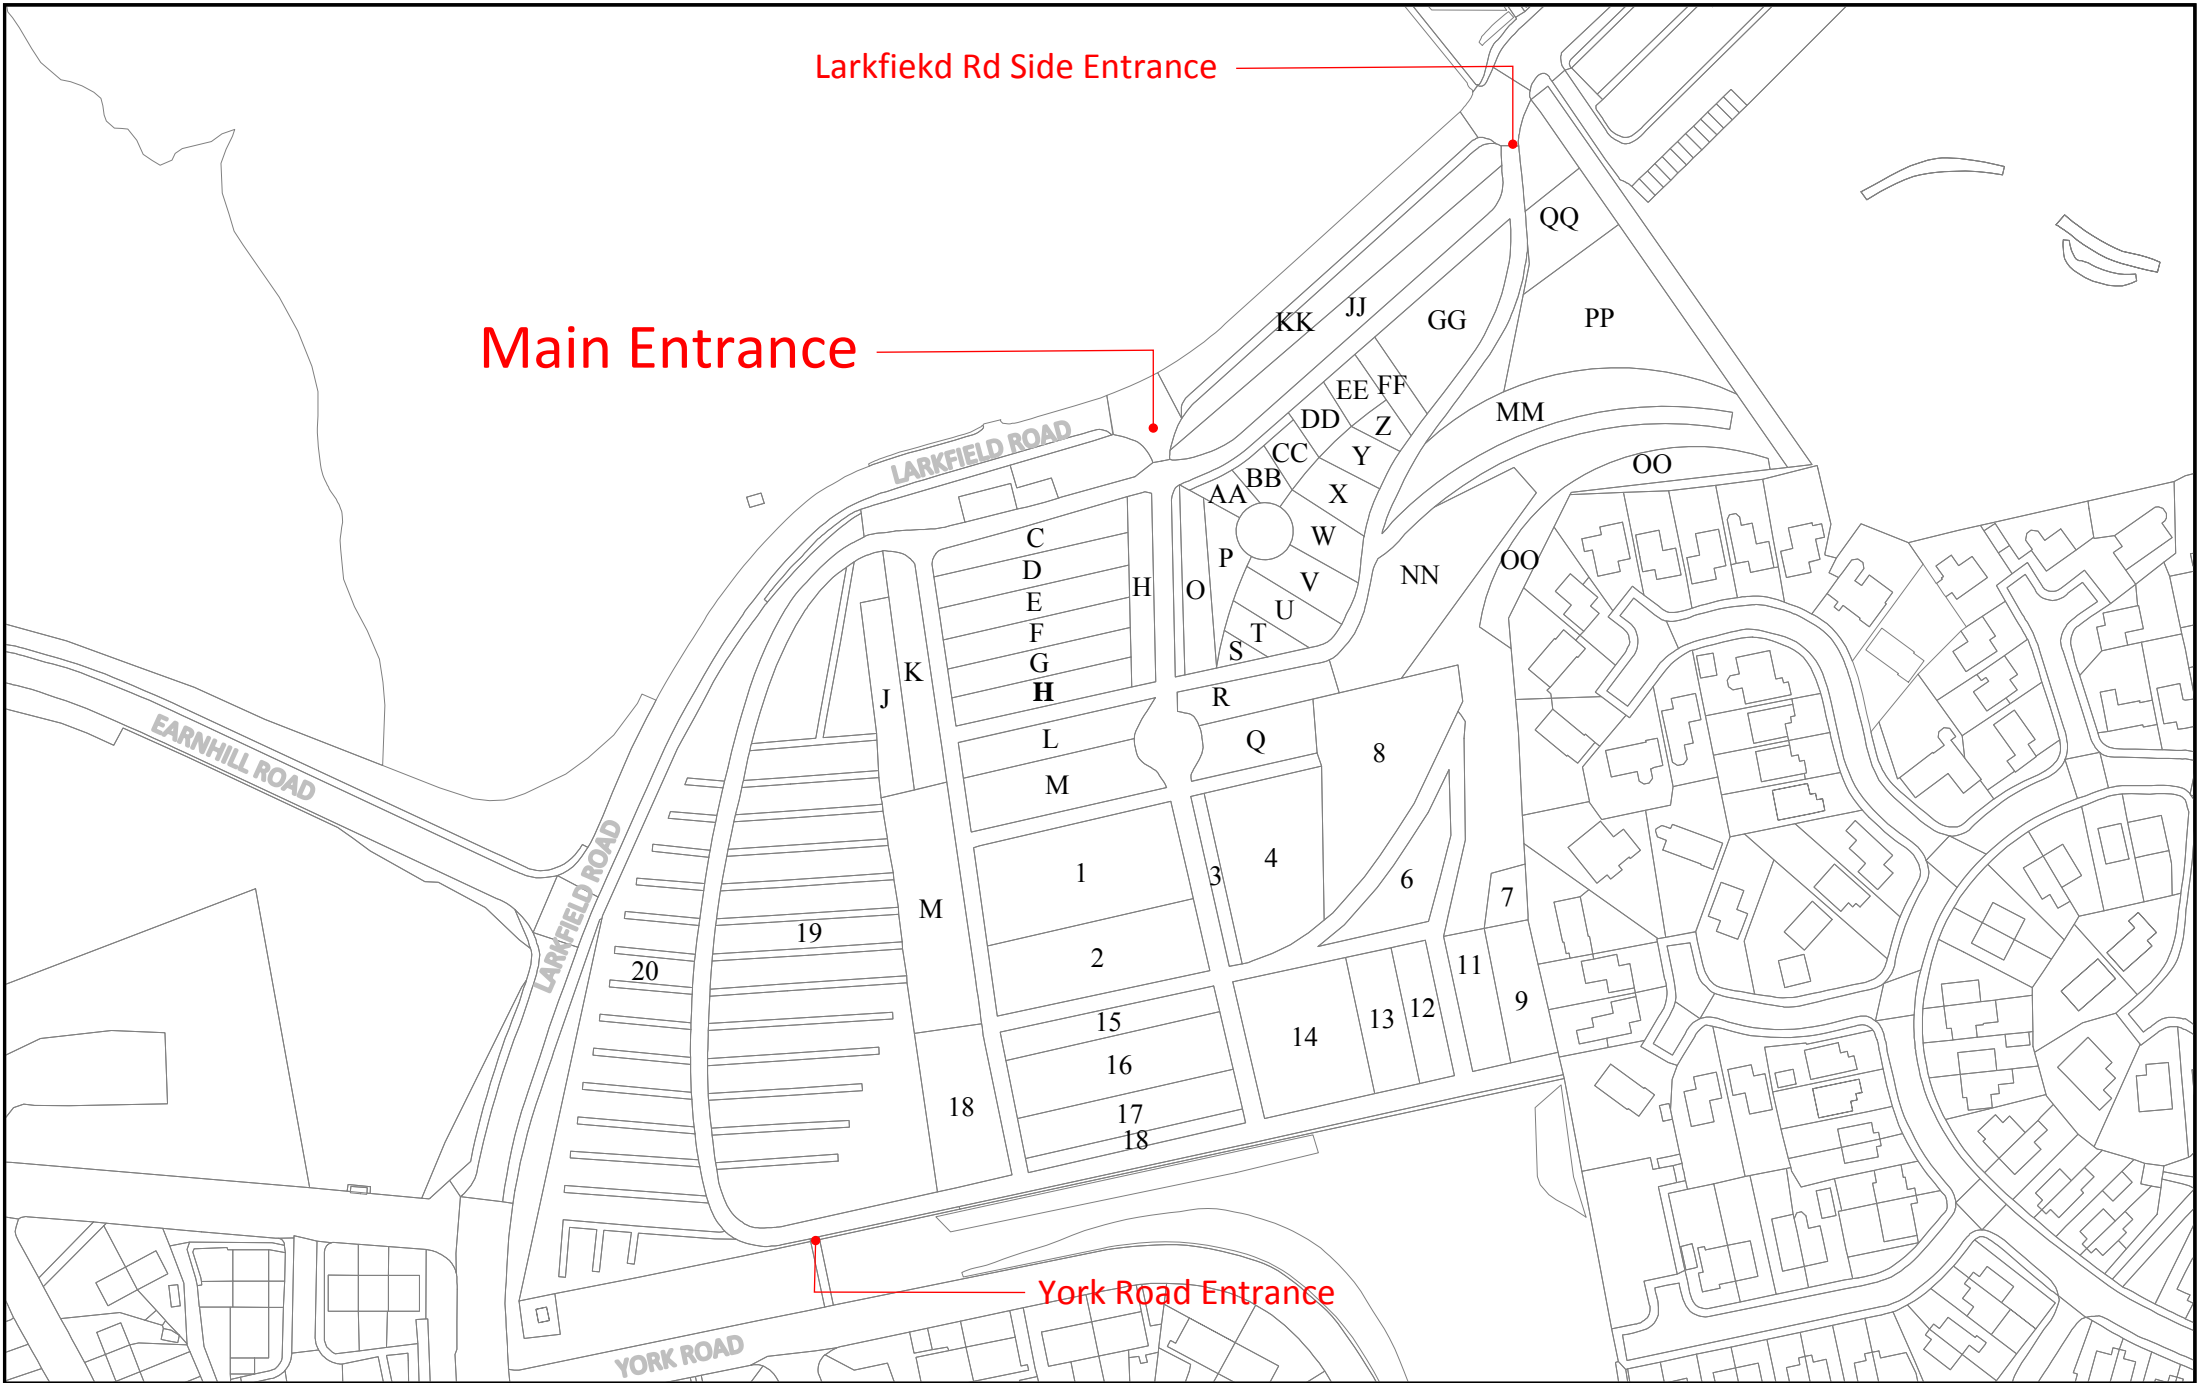 Larkfiekd Rd Side Entrance
QQ
KK
JJ
GG
PP
Main Entrance
EE
FF
MM
DD
Z
LARKFIELD ROAD
CC
Y
OO
BB
AA
X
C
W
P
OO
D
H
O
V
NN
E
U
F
T
G
S
K
H
J
R
L
Q
8
EARNHILL ROAD
M
1
3
4
6
7
LARKFIELD ROAD
M
19
2
11
20
15
13
12
9
14
16
18
17
18
York Road Entrance
YORK ROAD